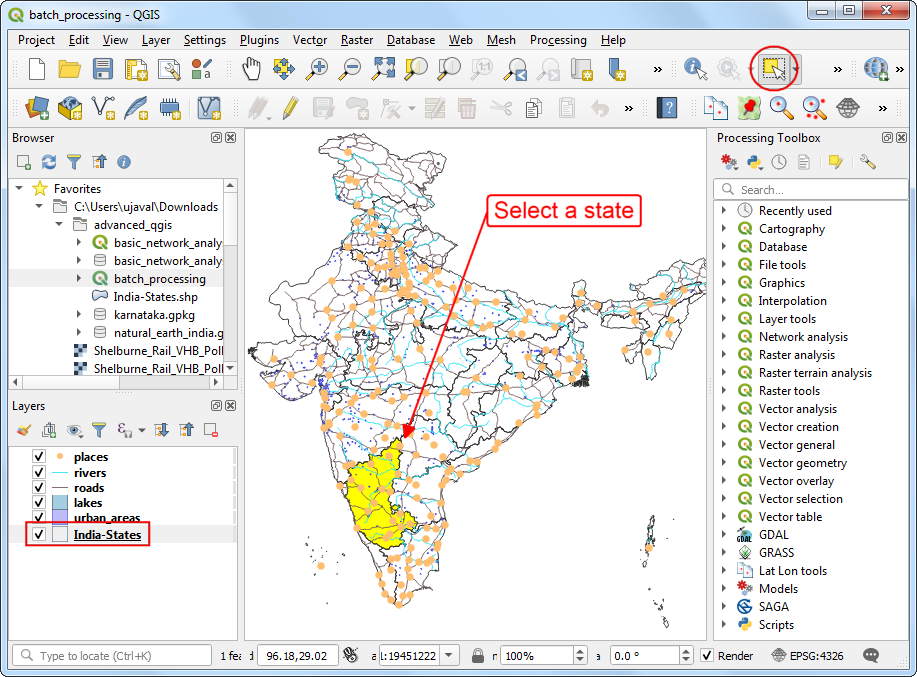 batch_processing - QGIS
Project Edit View Layer Settings Plugins Vector Raster Database Web Mesh Processing Help
Browser
Favorites
C:\Users\ujaval\Downloads
advanced_qgis
basic_network_analy
basic_network_analy
batch_processing
India-States.shp
karnataka.gpkg
natural_earth_india.g
Shelburne_Rail_VHB_Poll
Shelburne_Rail_VHB_Poll
Layers
places
rivers
roads
lakes
urban_areas
India-States
Select a state
Processing Toolbox
Search...
Recently used
Cartography
Database
File tools
Graphics
Interpolation
Layer tools
Network analysis
Raster analysis
Raster terrain analysis
Raster tools
Vector analysis
Vector creation
Vector general
Vector geometry
Vector overlay
Vector selection
Vector table
GDAL
GRASS
Lat Lon tools
Models
SAGA
Scripts
Type to locate (Ctrl+K) 1 fea 96.18,29.02 1:19451222 100% 0.0 ° Render EPSG:4326